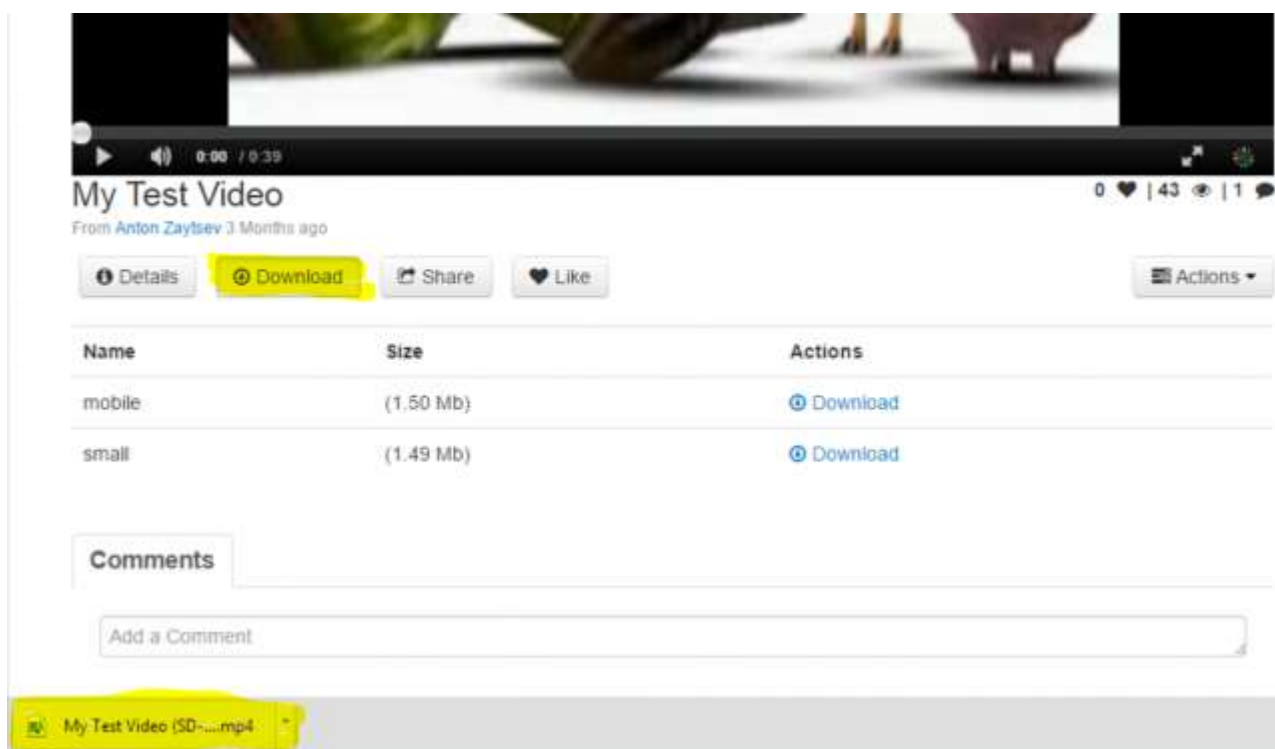 0:00 / 0:39
My Test Video
0 | 43 | 1
From Anton Zaytsev 3 Months ago
Details Download Share Like Actions
Name Size Actions
mobile (1.50 Mb) Download
small (1.49 Mb) Download
Comments
Add a Comment
My Test Video (SD-....mp4